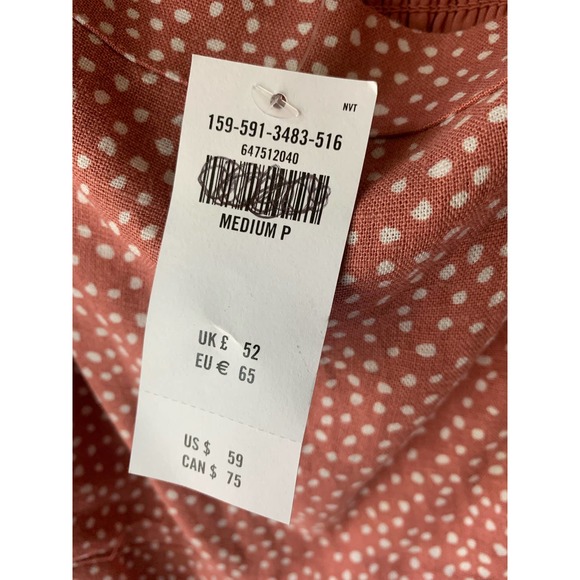 NVT
159-591-3483-516
647512040
MEDIUM P
UK £ 52
EU € 65
US $ 59
CAN $ 75